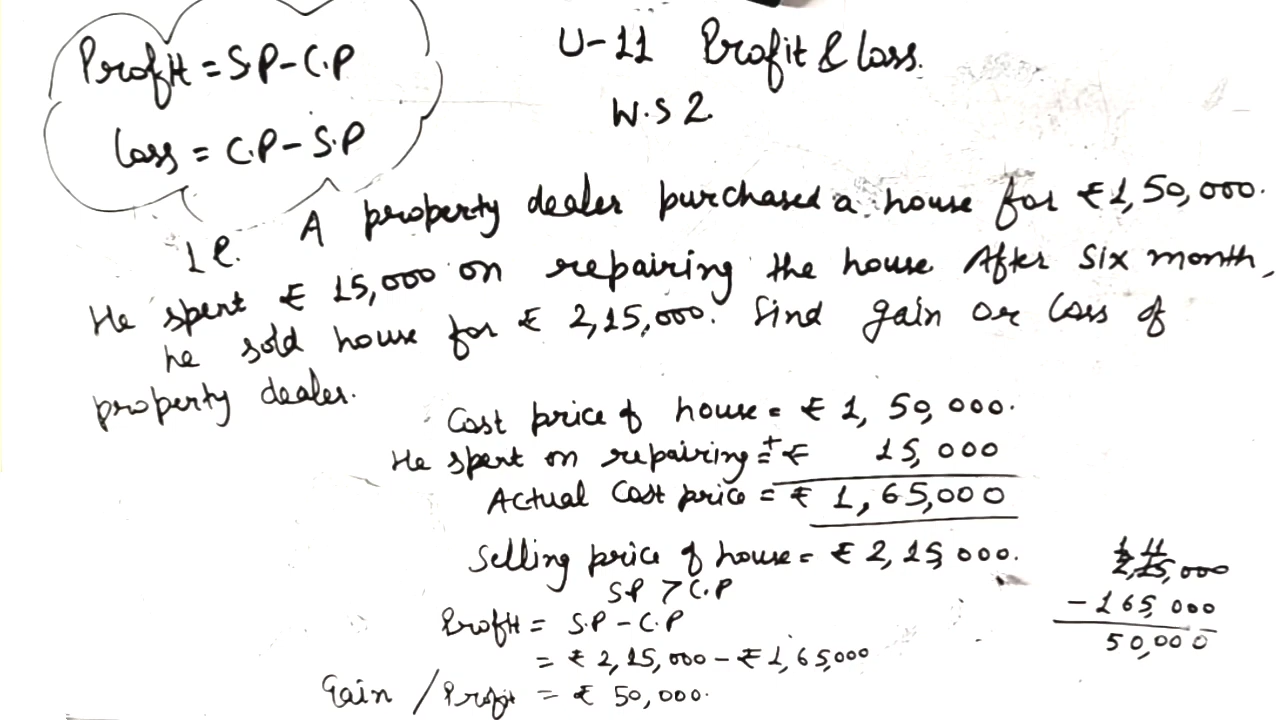 Profit = S.P - C.P
Loss = C.P - S.P
U-11 Profit & Loss.
W.S 2.
1 e. A property dealer purchased a house for ₹1,50,000.
He spent ₹ 15,000 on repairing the house After six month,
he sold house for ₹ 2,15,000. find gain or loss of
property dealer.
Cost price of house = ₹ 1, 50, 000.
He spent on repairing = + ₹ 15, 000
Actual Cost price = ₹ 1, 65,000
Selling price of house = ₹ 2, 15, 000.
SP > C.P
Profit = S.P - C.P
= ₹ 2, 15, 000 - ₹ 1, 65,000
Gain / Profit = ₹ 50, 000.
1 11
2,15,000
- 165, 000
50,000